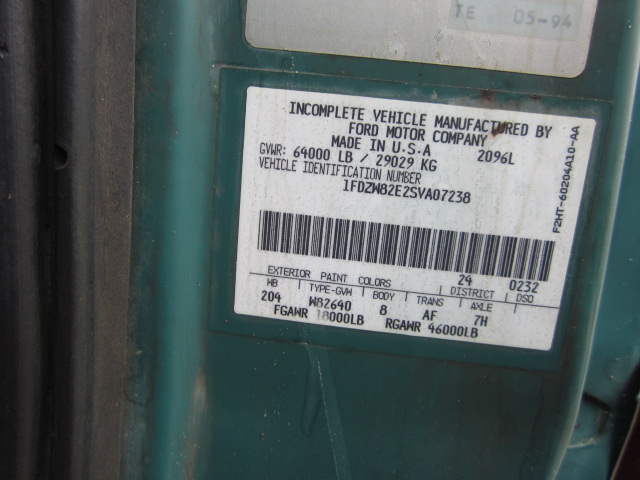 TE 05-94
INCOMPLETE VEHICLE MANUFACTURED BY
FORD MOTOR COMPANY
MADE IN U.S.A 2096L
GVWR: 64000 LB / 29029 KG
VEHICLE IDENTIFICATION NUMBER
1FDZW82E2SVA07238
F2HT-60204A10-AA
EXTERIOR PAINT COLORS 24 0232
WB TYPE-GVW BODY TRANS AXLE DISTRICT DSO
204 W82640 B AF 7H
FGAWR 18000LB RGAWR 46000LB